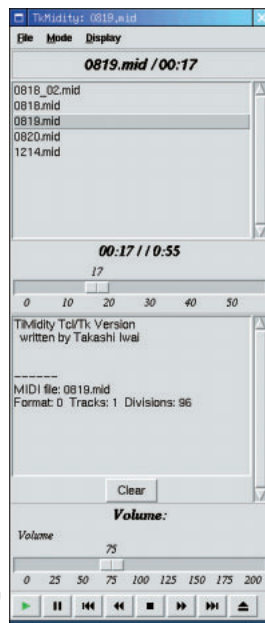 TkMidity: 0819.mid
File Mode Display
0819.mid / 00:17
0818_02.mid
0818.mid
0819.mid
0820.mid
1214.mid
00:17 / / 0:55
17
0 10 20 30 40 50
TiMidity Tcl/Tk Version
written by Takashi Iwai
------
MIDI file: 0819.mid
Format: 0 Tracks: 1 Divisions: 96
Clear
Volume:
Volume
75
0 25 50 75 100 125 150 175 200